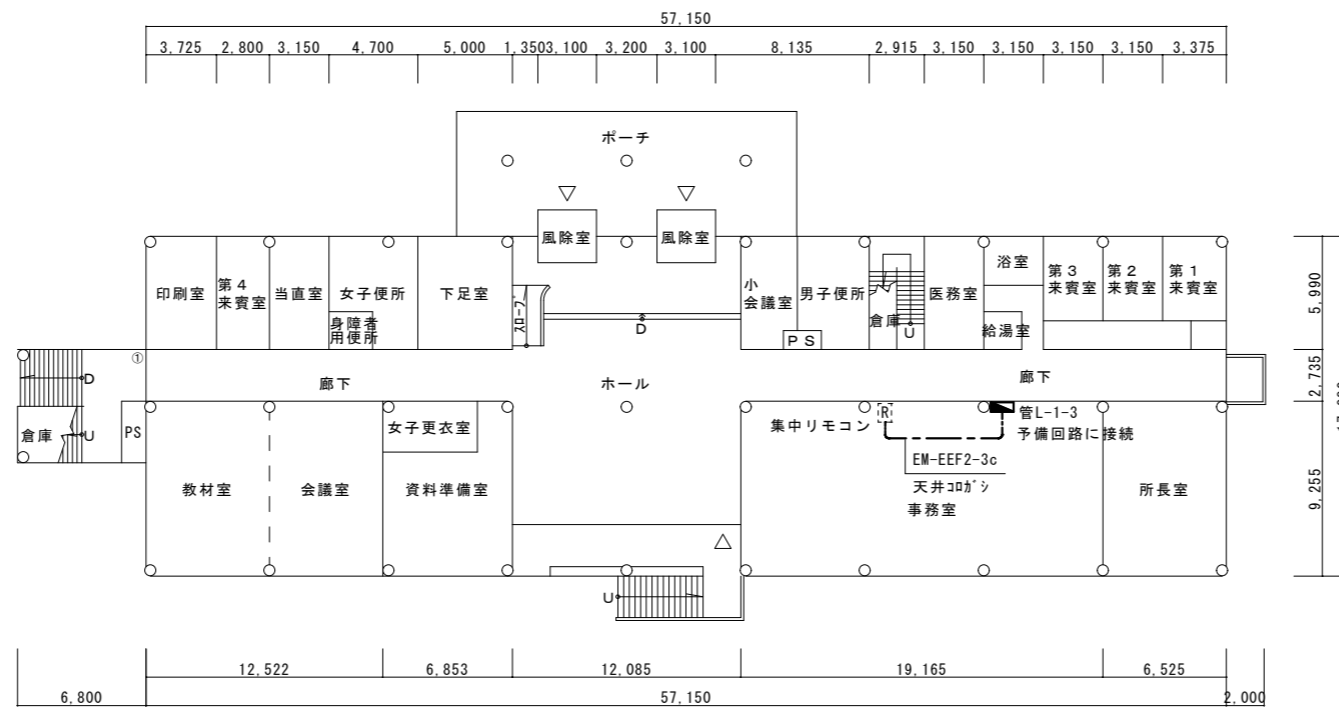 57,150
3,725 2,800 3,150 4,700 5,000 1,350 3,100 3,200 3,100 8,135 2,915 3,150 3,150 3,150 3,150 3,375
ポーチ
風除室 風除室
印刷室
第４
来賓室
当直室
女子便所
身障者
用便所
下足室
スロープ
D
小
会議室
男子便所
PS
倉庫
U
医務室
浴室
給湯室
第３
来賓室
第２
来賓室
第１
来賓室
5,990
①
D
廊下
ホール
廊下
2,735
倉庫
U
PS
女子更衣室
集中リモコン
R
管L-1-3
予備回路に接続
EM-EEF2-3c
天井コロガシ
事務室
教材室
会議室
資料準備室
所長室
9,255
U
12,522 6,853 12,085 19,165 6,525
6,800 57,150 2,000